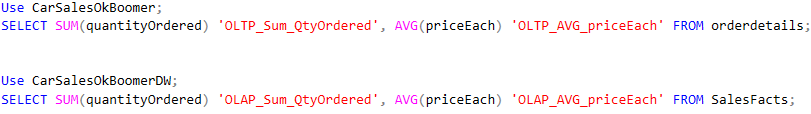 Use CarSalesOkBoomer;
SELECT SUM(quantityOrdered) 'OLTP_Sum_QtyOrdered', AVG(priceEach) 'OLTP_AVG_priceEach' FROM orderdetails;
Use CarSalesOkBoomerDW;
SELECT SUM(quantityOrdered) 'OLAP_Sum_QtyOrdered', AVG(priceEach) 'OLAP_AVG_priceEach' FROM SalesFacts;